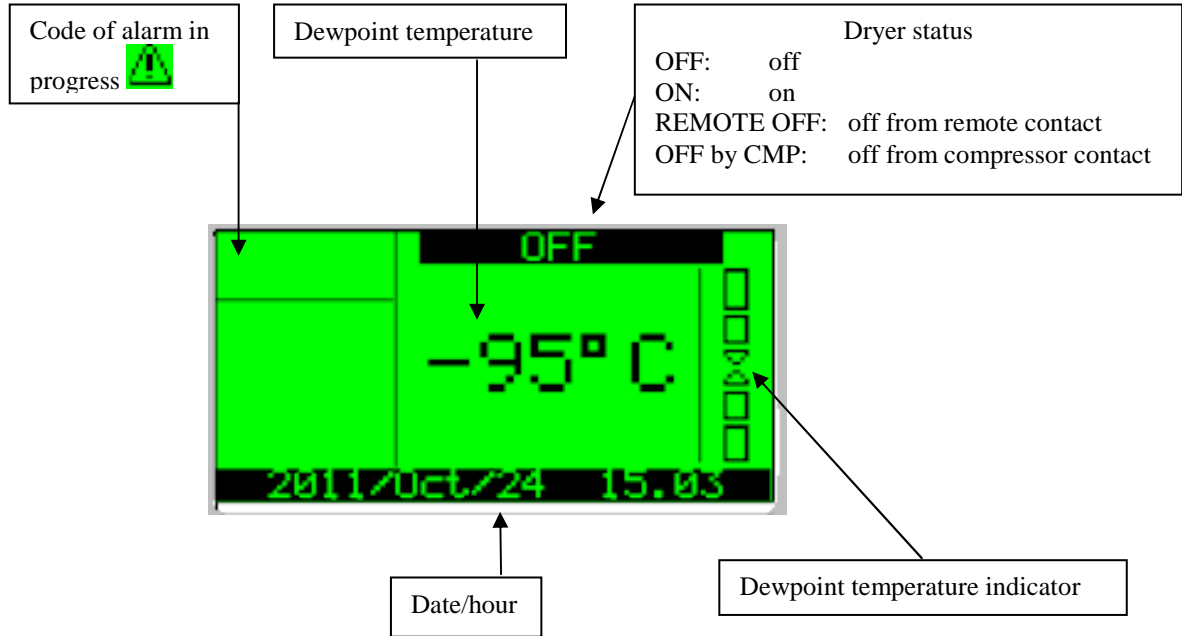 Code of alarm in
progress
Dewpoint temperature
Dryer status
OFF: off
ON: on
REMOTE OFF: off from remote contact
OFF by CMP: off from compressor contact
OFF
-95°C
2011/Oct/24 15.03
Date/hour
Dewpoint temperature indicator